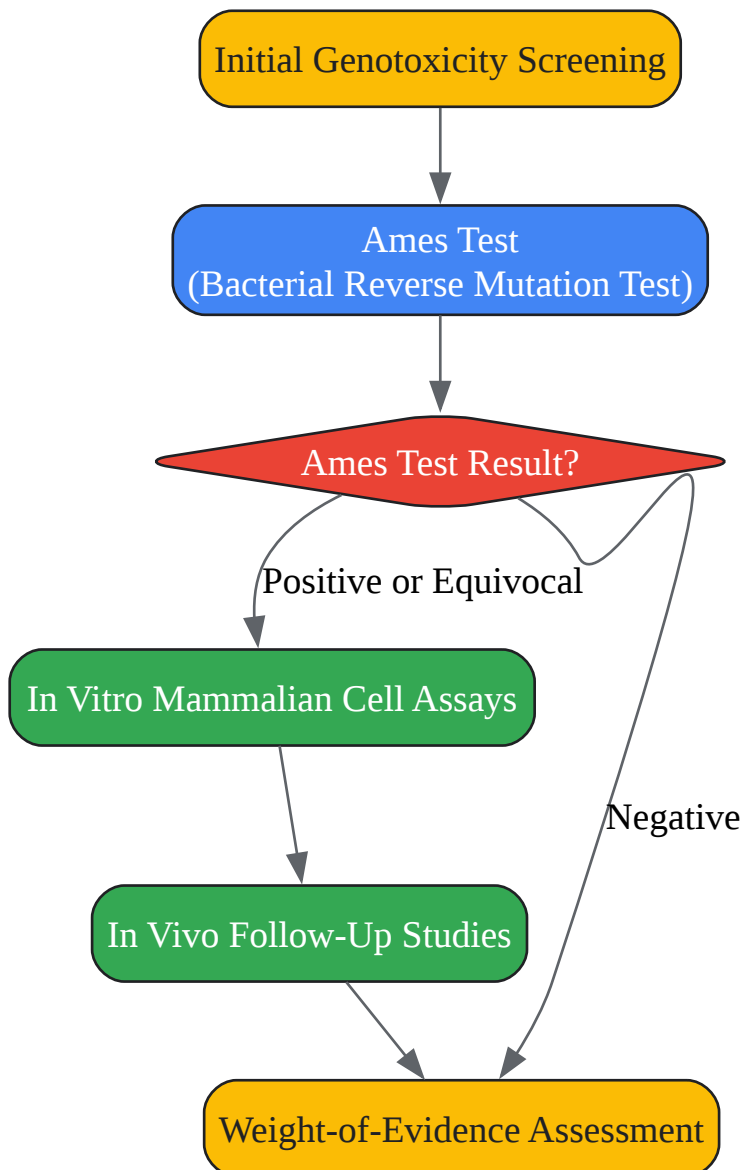 Initial Genotoxicity Screening
Ames Test
(Bacterial Reverse Mutation Test)
Ames Test Result?
Positive or Equivocal
In Vitro Mammalian Cell Assays
Negative
In Vivo Follow-Up Studies
Weight-of-Evidence Assessment